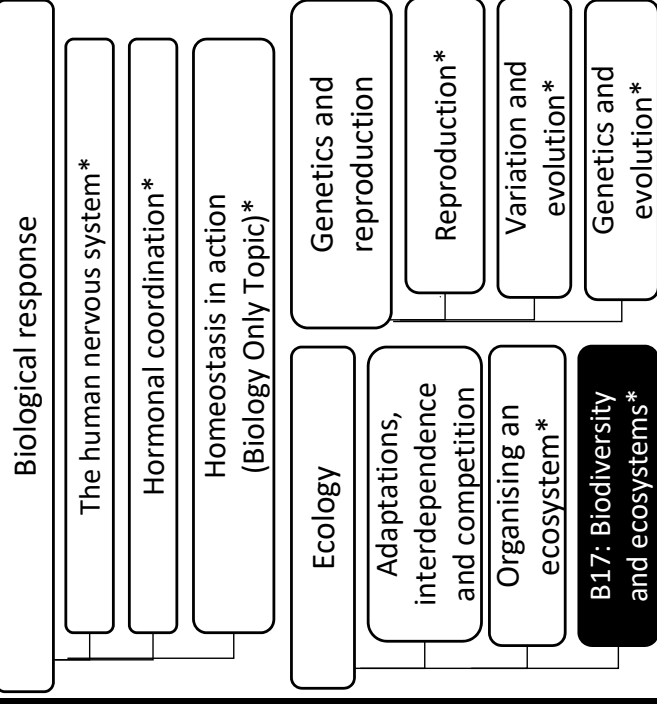 Biological response
The human nervous system*
Hormonal coordination*
Homeostasis in action
(Biology Only Topic)*
Ecology
Adaptations,
interdependence
and competition
Organising an
ecosystem*
B17: Biodiversity
and ecosystems*
Genetics and
reproduction
Reproduction*
Variation and
evolution*
Genetics and
evolution*